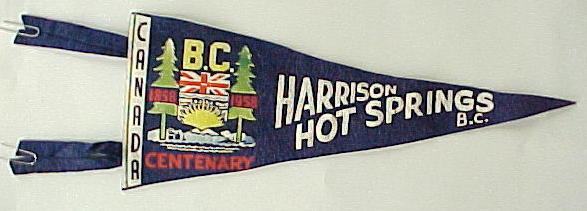 CANADA
B.C.
1858 1958
CENTENARY
HARRISON
HOT SPRINGS
B.C.